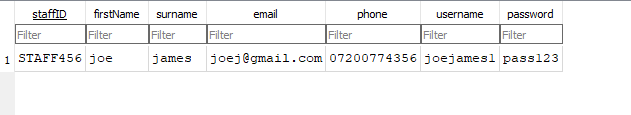 staffID firstName surname email phone username password
Filter Filter Filter Filter Filter Filter Filter
1 STAFF456 joe james joej@gmail.com 07200774356 joejames1 pass123